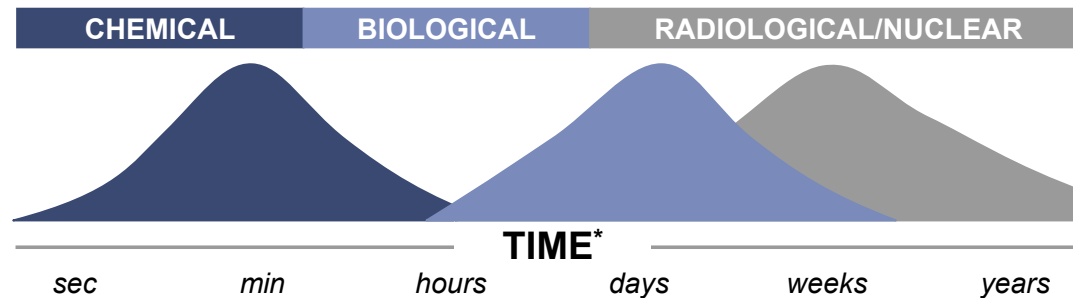 CHEMICAL BIOLOGICAL RADIOLOGICAL/NUCLEAR
TIME*
sec min hours days weeks years